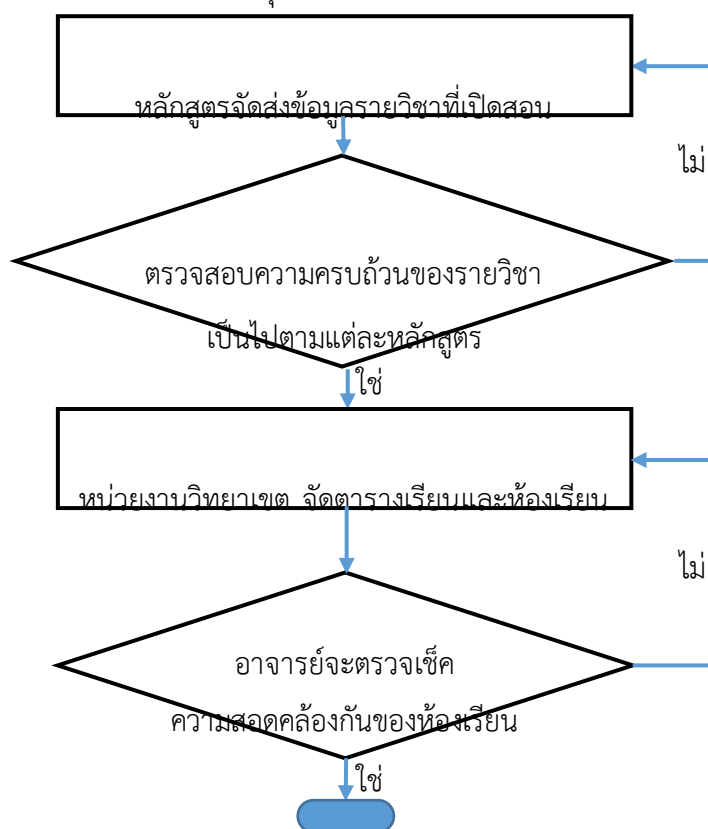 หลักสูตรจัดส่งข้อมูลรายวิชาที่เปิดสอน
ไม่
ตรวจสอบความครบถ้วนของรายวิชา
เป็นไปตามแต่ละหลักสูตร
ใช่
หน่วยงานวิทยาเขต จัดตารางเรียนและห้องเรียน
ไม่
อาจารย์จะตรวจเช็ค
ความสอดคล้องกันของห้องเรียน
ใช่